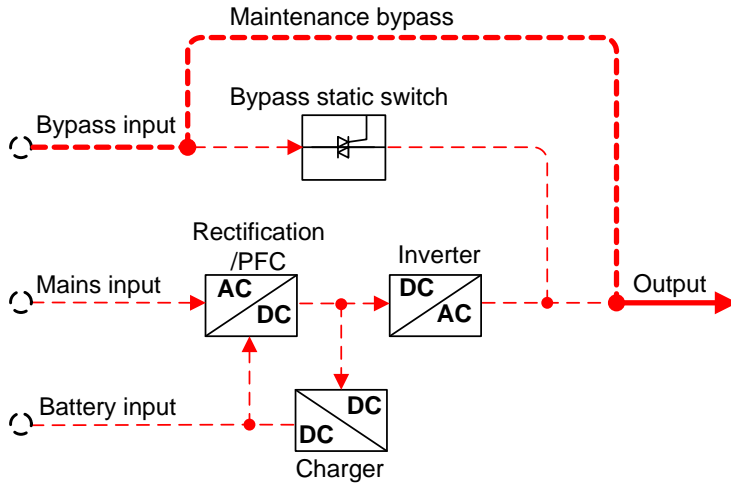 Maintenance bypass
Bypass static switch
Bypass input
Rectification
/PFC
Inverter
Mains input
AC
DC
DC
AC
Output
Battery input
DC
DC
Charger